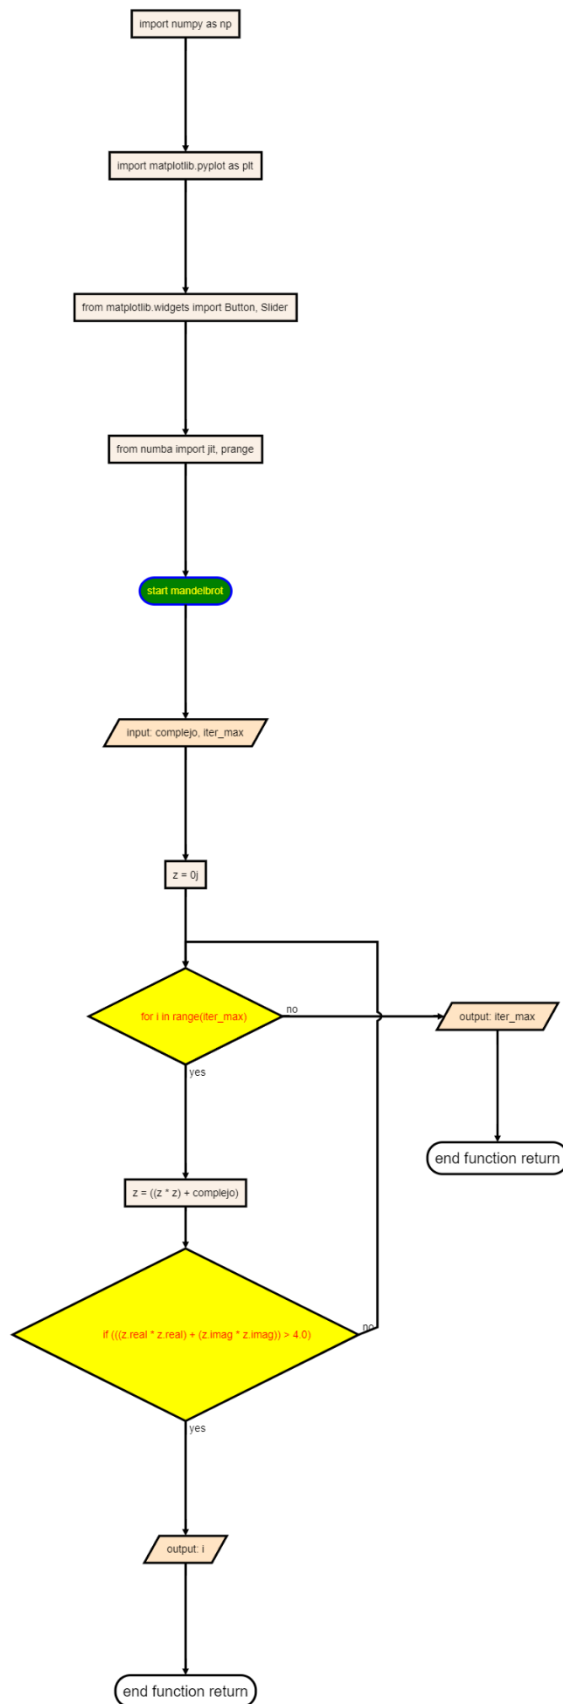 import numpy as np
import matplotlib.pyplot as plt
from matplotlib.widgets import Button, Slider
from numba import jit, prange
start mandelbrot
input: complejo, iter_max
z = 0j
for i in range(iter_max)
no
output: iter_max
yes
end function return
z = ((z * z) + complejo)
if (((z.real * z.real) + (z.imag * z.imag)) > 4.0)
no
yes
output: i
end function return